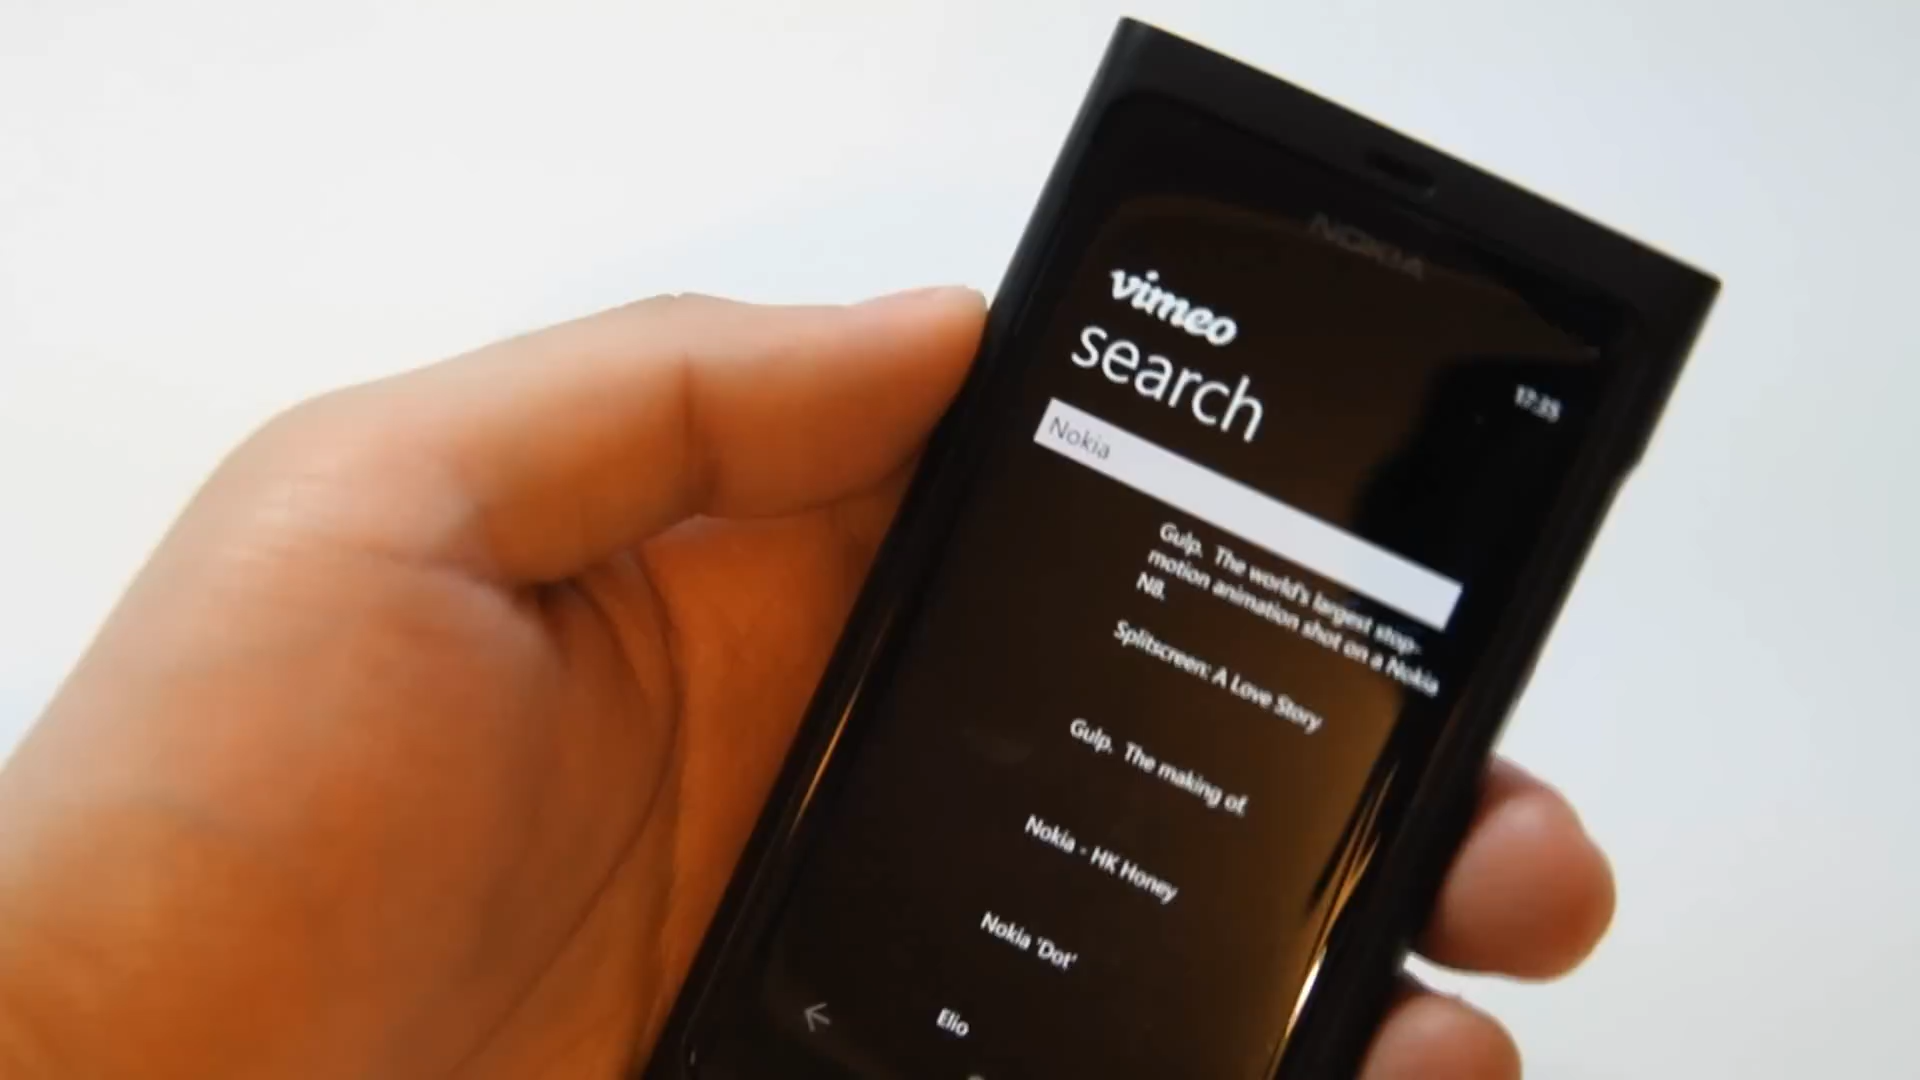 NOKIA
vimeo
search
17:35
Nokia
Gulp. The world's largest stop-
motion animation shot on a Nokia
N8.
Splitscreen: A Love Story
Gulp. The making of.
Nokia - HK Honey
Nokia 'Dot'
Elio